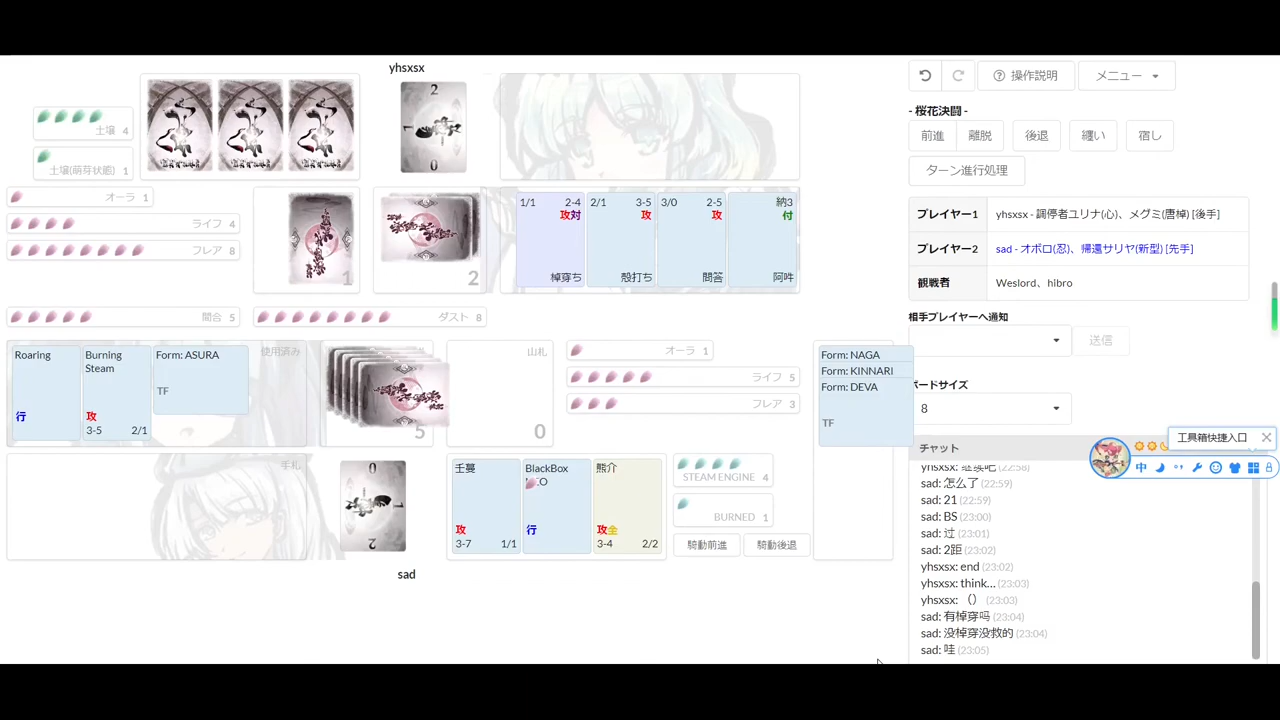 yhsxsx
操作説明
メニュー
- 桜花決闘 -
前進
離脱
後退
纏い
宿し
ターン進行処理
土壌 4
土壌(萌芽状態) 1
2
0
オーラ 1
ライフ 4
フレア 8
1
2
1/1 2-4
攻対
棹穿ち
2/1 3-5
攻
殻打ち
3/0 2-5
攻
問答
納3
付
阿吽
プレイヤー1
yhsxsx - 調停者ユリナ(心)、メグミ(唐棹) [後手]
プレイヤー2
sad - オボロ(忍)、帰還サリヤ(新型) [先手]
観戦者
Weslord、hibro
相手プレイヤーへ通知
送信
間合 5
ダスト 8
Roaring
行
Burning
Steam
攻
3-5 2/1
Form: ASURA
TF
使用済み
5
山札
0
オーラ 1
ライフ 5
フレア 3
Form: NAGA
Form: KINNARI
Form: DEVA
TF
ボードサイズ
8
手札
0
2
壬蔓
攻
3-7 1/1
BlackBox
O
行
熊介
攻全
3-4 2/2
STEAM ENGINE 4
BURNED 1
騎動前進
騎動後退
sad
チャット
工具箱快捷入口
中
yhsxsx: 继续吧 (22:58)
sad: 怎么了 (22:59)
sad: 21 (22:59)
sad: BS (23:00)
sad: 过 (23:01)
sad: 2距 (23:02)
yhsxsx: end (23:02)
yhsxsx: think... (23:03)
yhsxsx: （） (23:03)
sad: 有棹穿吗 (23:04)
sad: 没棹穿没救的 (23:04)
sad: 哇 (23:05)